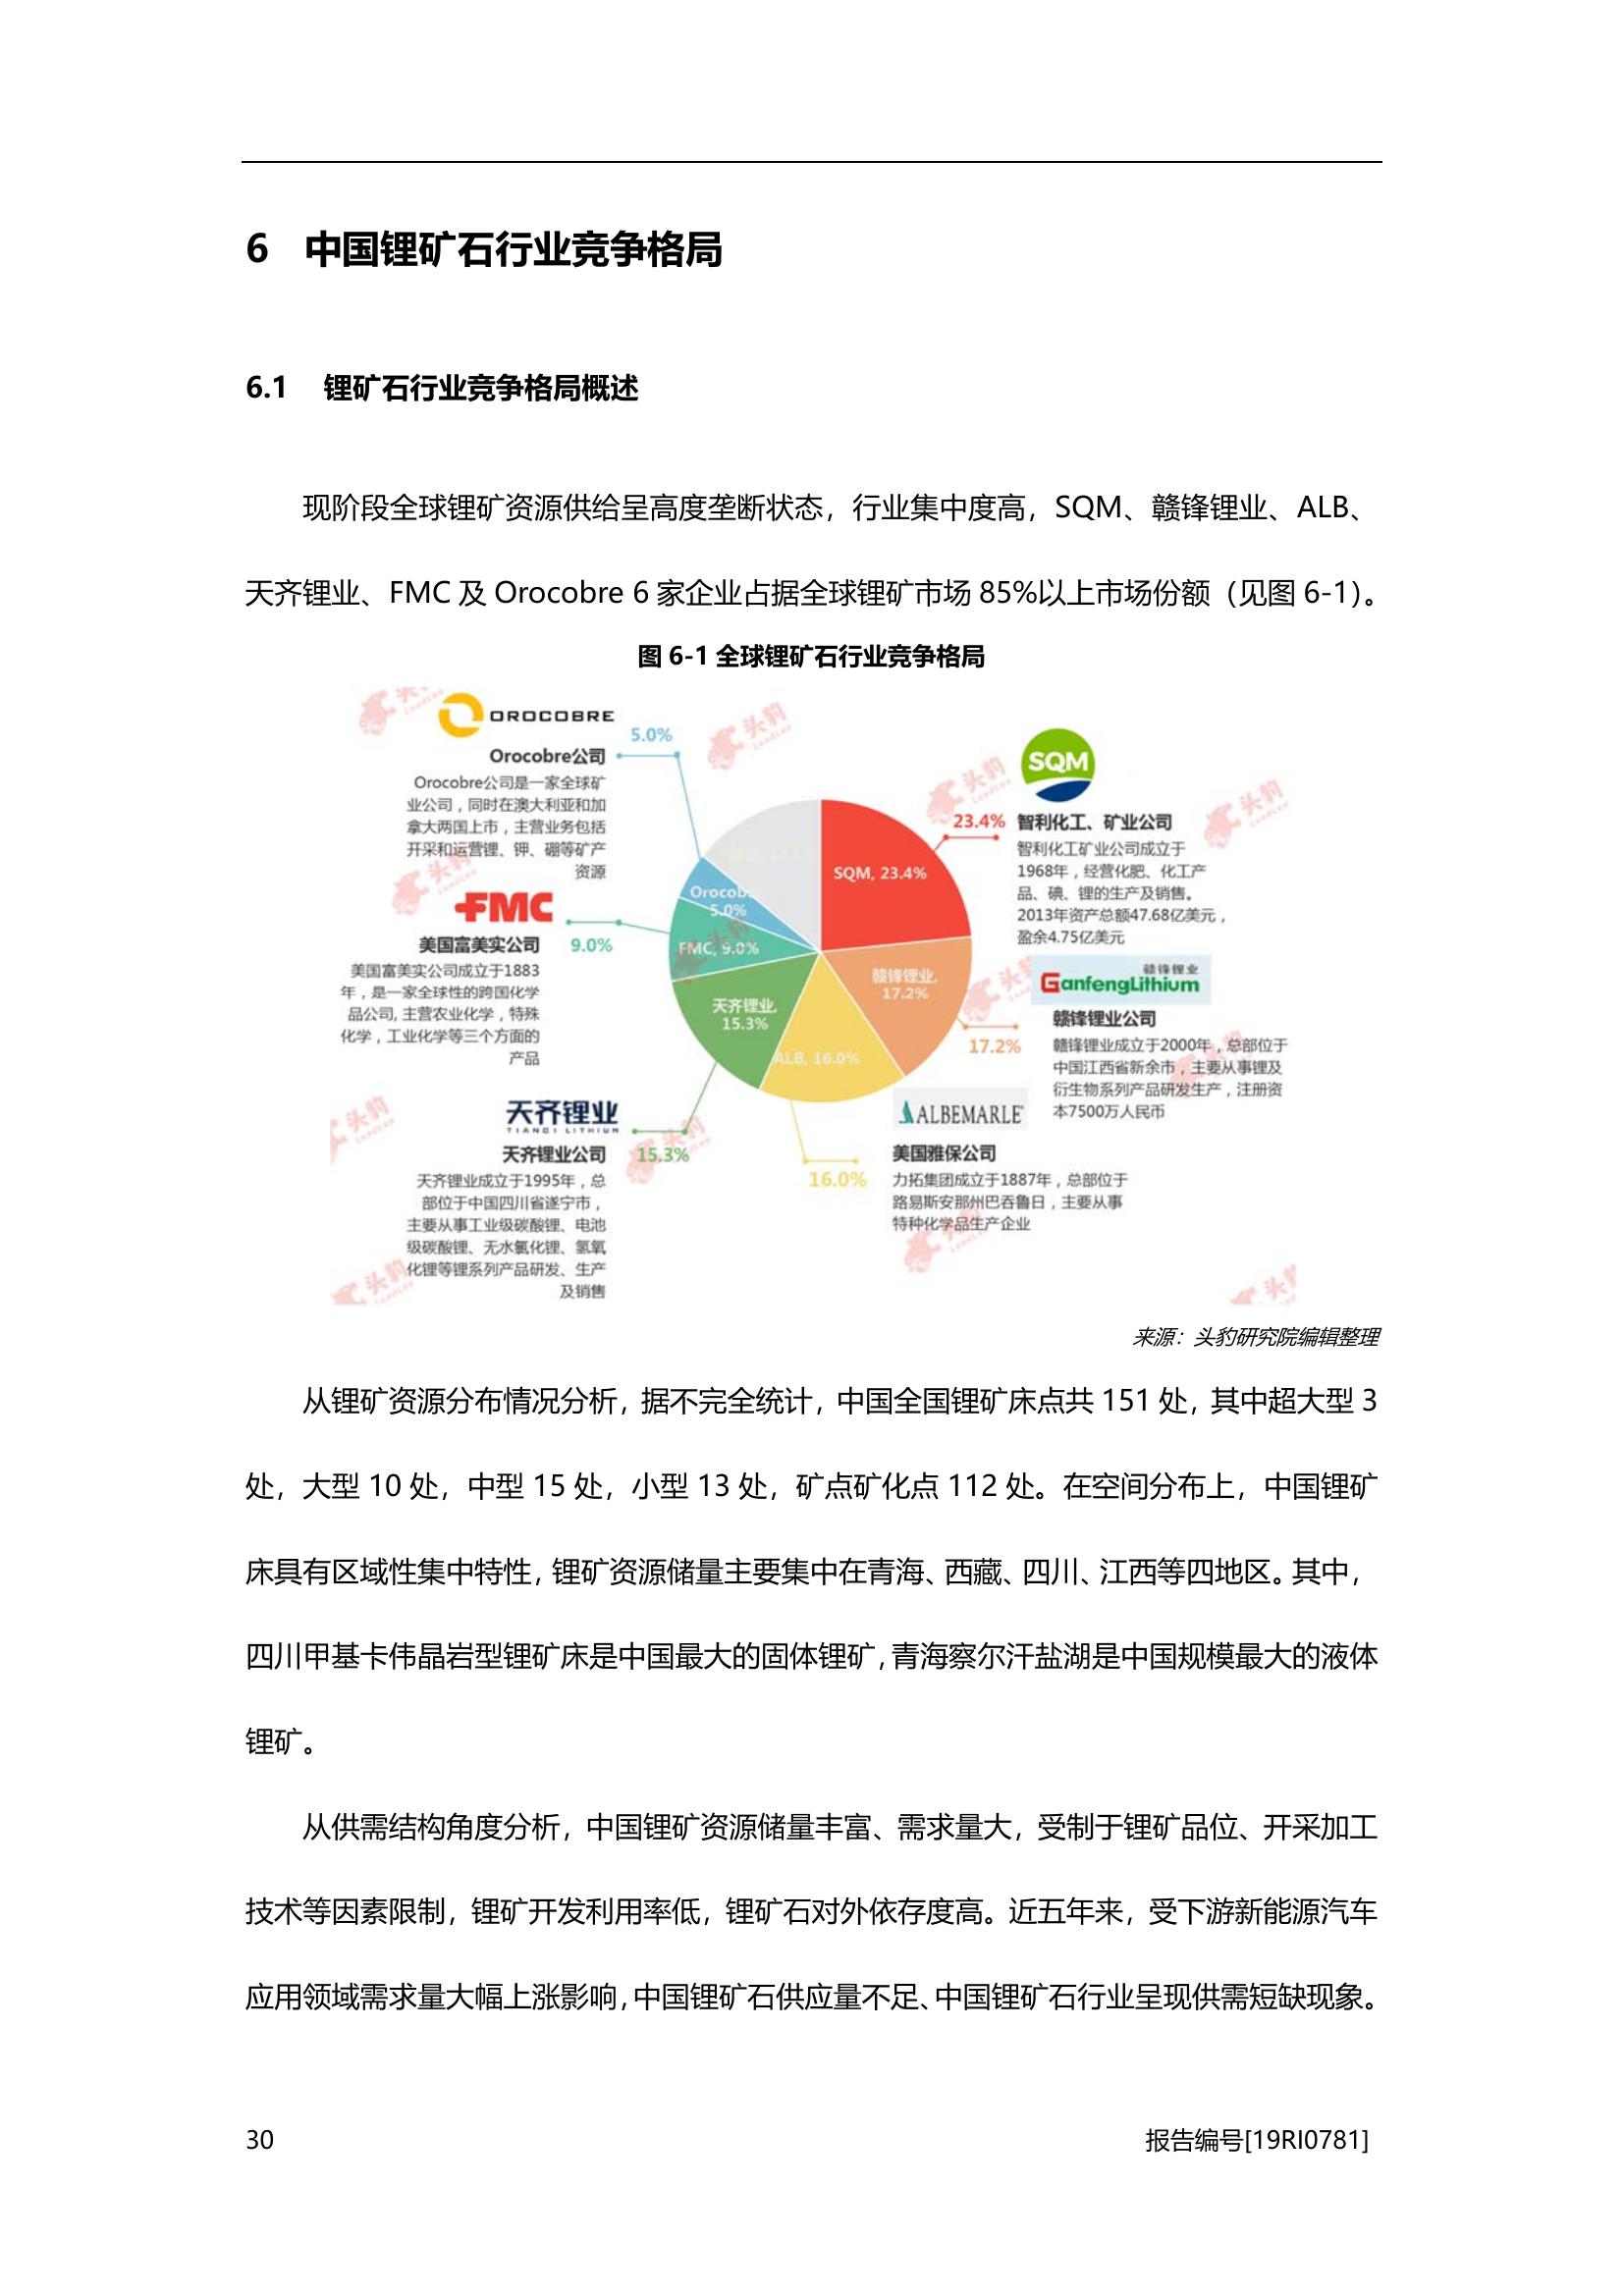 6 中国锂矿石行业竞争格局
6.1 锂矿石行业竞争格局概述
现阶段全球锂矿资源供给呈高度垄断状态，行业集中度高，SQM、赣锋锂业、ALB、
天齐锂业、FMC 及 Orocobre 6 家企业占据全球锂矿市场 85%以上市场份额（见图 6-1）。
图 6-1 全球锂矿石行业竞争格局
OROCOBRE
5.0%
Orocobre公司
Orocobre公司是一家全球矿
业公司，同时在澳大利亚和加
拿大两国上市，主营业务包括
开采和运营锂、钾、硼等矿产
资源
FMC
美国富美实公司
9.0%
美国富美实公司成立于1883
年，是一家全球性的跨国化学
品公司, 主营农业化学，特殊
化学，工业化学等三个方面的
产品
天齐锂业
TIANQI LITHIUM
天齐锂业公司
15.3%
天齐锂业成立于1995年，总
部位于中国四川省遂宁市，
主要从事工业级碳酸锂、电池
级碳酸锂、无水氯化锂、氢氧
化锂等锂系列产品研发、生产
及销售
SQM, 23.4%
赣锋锂业,
17.2%
ALB, 16.0%
天齐锂业,
15.3%
FMC, 9.0%
5.0%
SQM
23.4%
智利化工、矿业公司
智利化工矿业公司成立于
1968年，经营化肥、化工产
品、碘、锂的生产及销售。
2013年资产总额47.68亿美元，
盈余4.75亿美元
赣锋锂业
GanfengLithium
赣锋锂业公司
17.2%
赣锋锂业成立于2000年，总部位于
中国江西省新余市，主要从事锂及
衍生物系列产品研发生产，注册资
本7500万人民币
ALBEMARLE
美国雅保公司
16.0%
力拓集团成立于1887年，总部位于
路易斯安那州巴吞鲁日，主要从事
特种化学品生产企业
头豹
LeadLeo
来源：头豹研究院编辑整理
从锂矿资源分布情况分析，据不完全统计，中国全国锂矿床点共 151 处，其中超大型 3
处，大型 10 处，中型 15 处，小型 13 处，矿点矿化点 112 处。在空间分布上，中国锂矿
床具有区域性集中特性，锂矿资源储量主要集中在青海、西藏、四川、江西等四地区。其中，
四川甲基卡伟晶岩型锂矿床是中国最大的固体锂矿，青海察尔汗盐湖是中国规模最大的液体
锂矿。
从供需结构角度分析，中国锂矿资源储量丰富、需求量大，受制于锂矿品位、开采加工
技术等因素限制，锂矿开发利用率低，锂矿石对外依存度高。近五年来，受下游新能源汽车
应用领域需求量大幅上涨影响，中国锂矿石供应量不足、中国锂矿石行业呈现供需短缺现象。
30
报告编号[19RI0781]